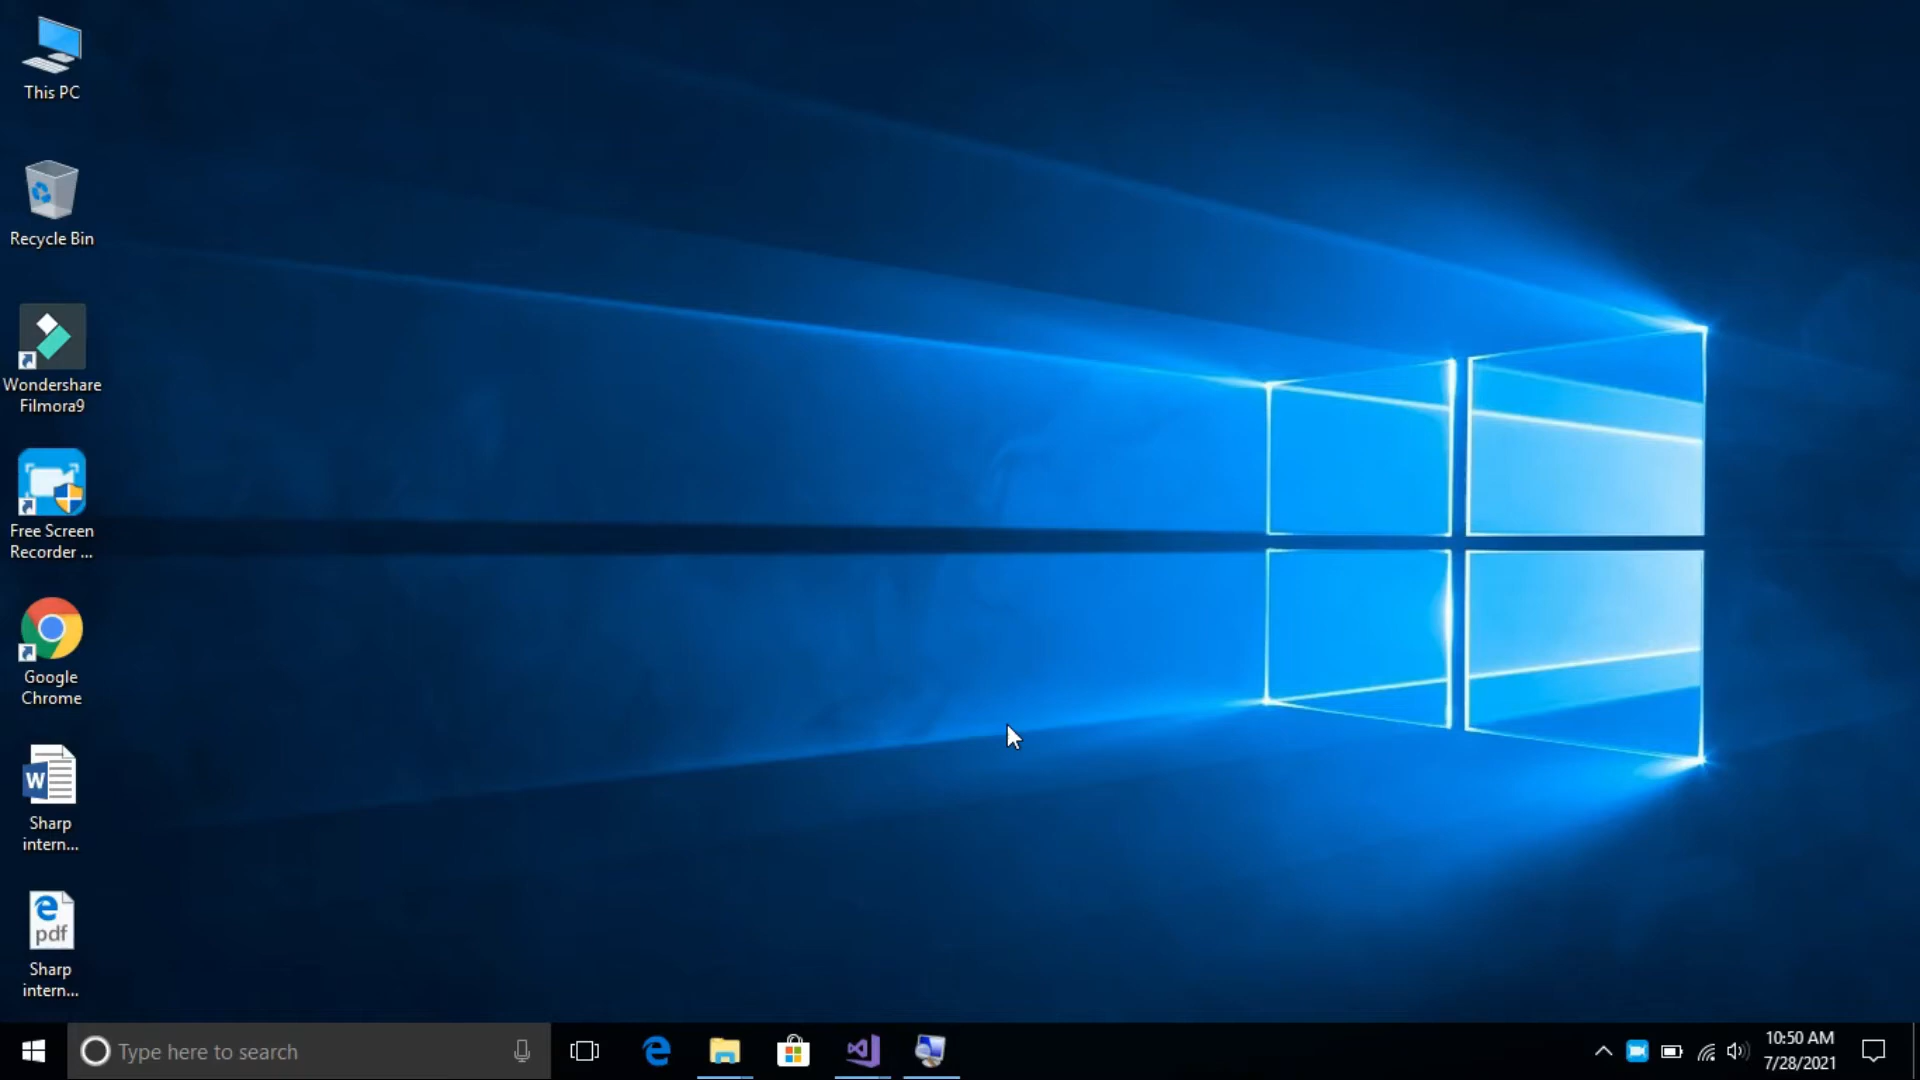 This PC
Recycle Bin
Wondershare
Filmora9
Free Screen
Recorder ...
Google
Chrome
W
Sharp
intern...
pdf
Sharp
intern...
Type here to search
10:50 AM
7/28/2021